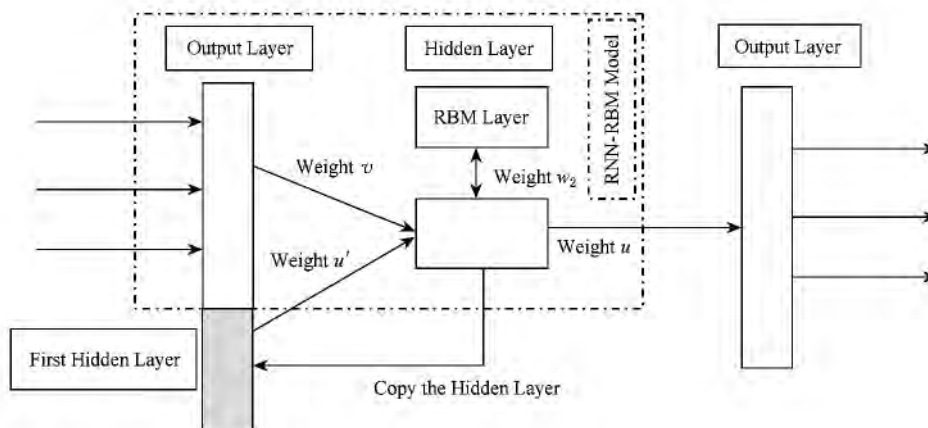 Output Layer
Hidden Layer
RNN-RBM Model
Output Layer
RBM Layer
Weight v
Weight w₂
Weight u'
Weight u
First Hidden Layer
Copy the Hidden Layer